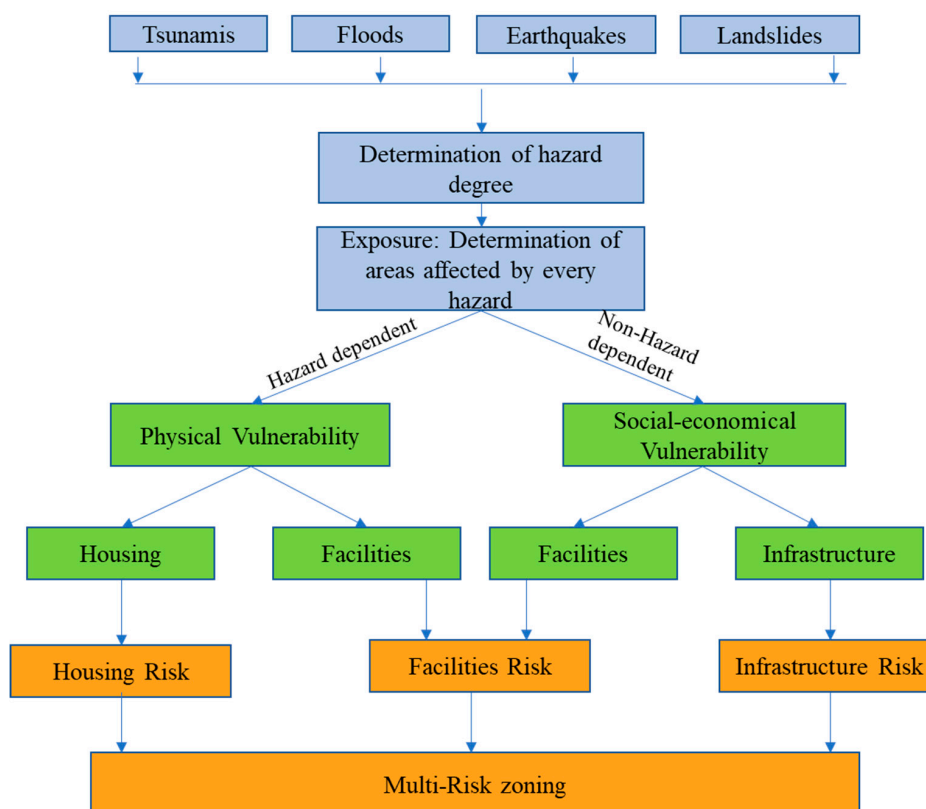 Tsunamis
Floods
Earthquakes
Landslides
Determination of hazard
degree
Exposure: Determination of
areas affected by every
hazard
Hazard dependent
Non-Hazard
dependent
Physical Vulnerability
Social-economical
Vulnerability
Housing
Facilities
Facilities
Infrastructure
Housing Risk
Facilities Risk
Infrastructure Risk
Multi-Risk zoning